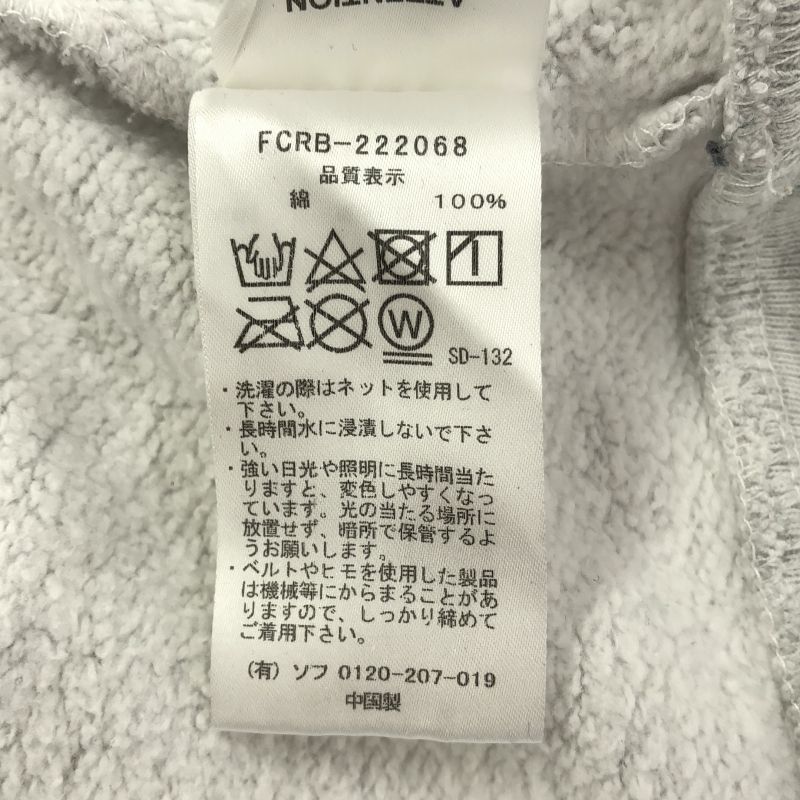 ATTENTION
FCRB-222068
品質表示
綿 100%
W
SD-132
・洗濯の際はネットを使用して
下さい。
・長時間水に浸漬しないで下さ
い。
・強い日光や照明に長時間当た
りますと、変色しやすくなっ
ています。光の当たる場所に
放置せず、暗所で保管するよ
うお願いします。
・ベルトやヒモを使用した製品
は機械等にからまることがあ
りますので、しっかり締めて
ご着用下さい。
(有) ソフ 0120-207-019
中国製